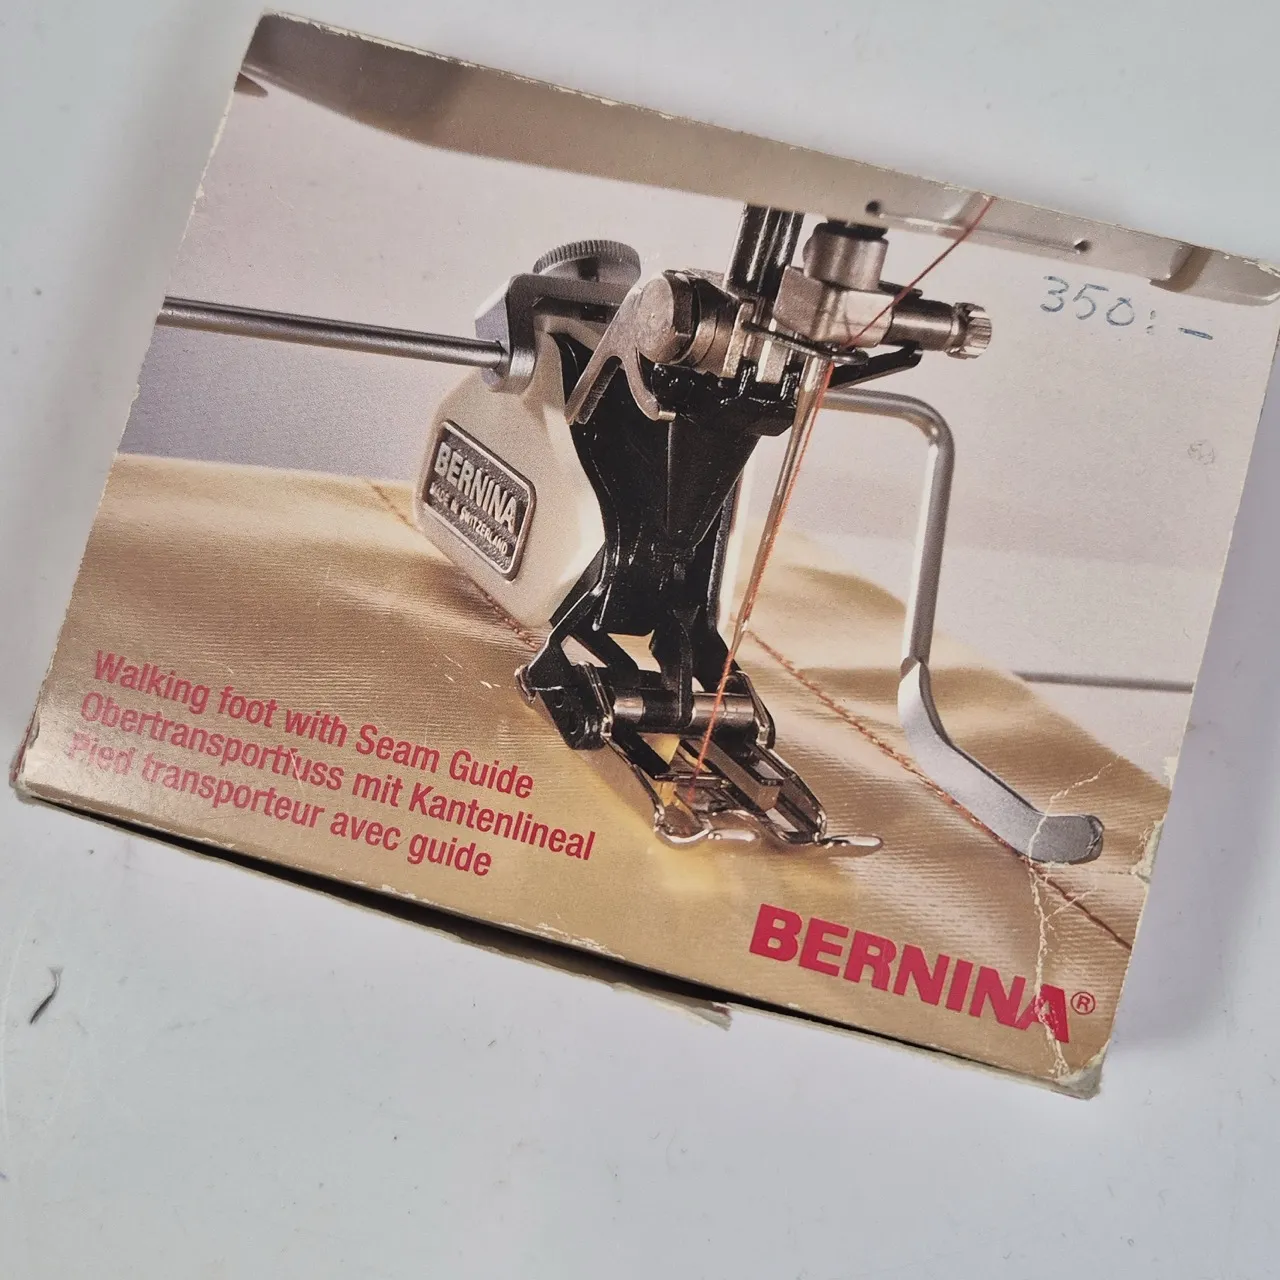 350:-
BERNINA
MADE IN SWITZERLAND
Walking foot with Seam Guide
Obertransportfuss mit Kantenlineal
Pied transporteur avec guide
BERNINA®